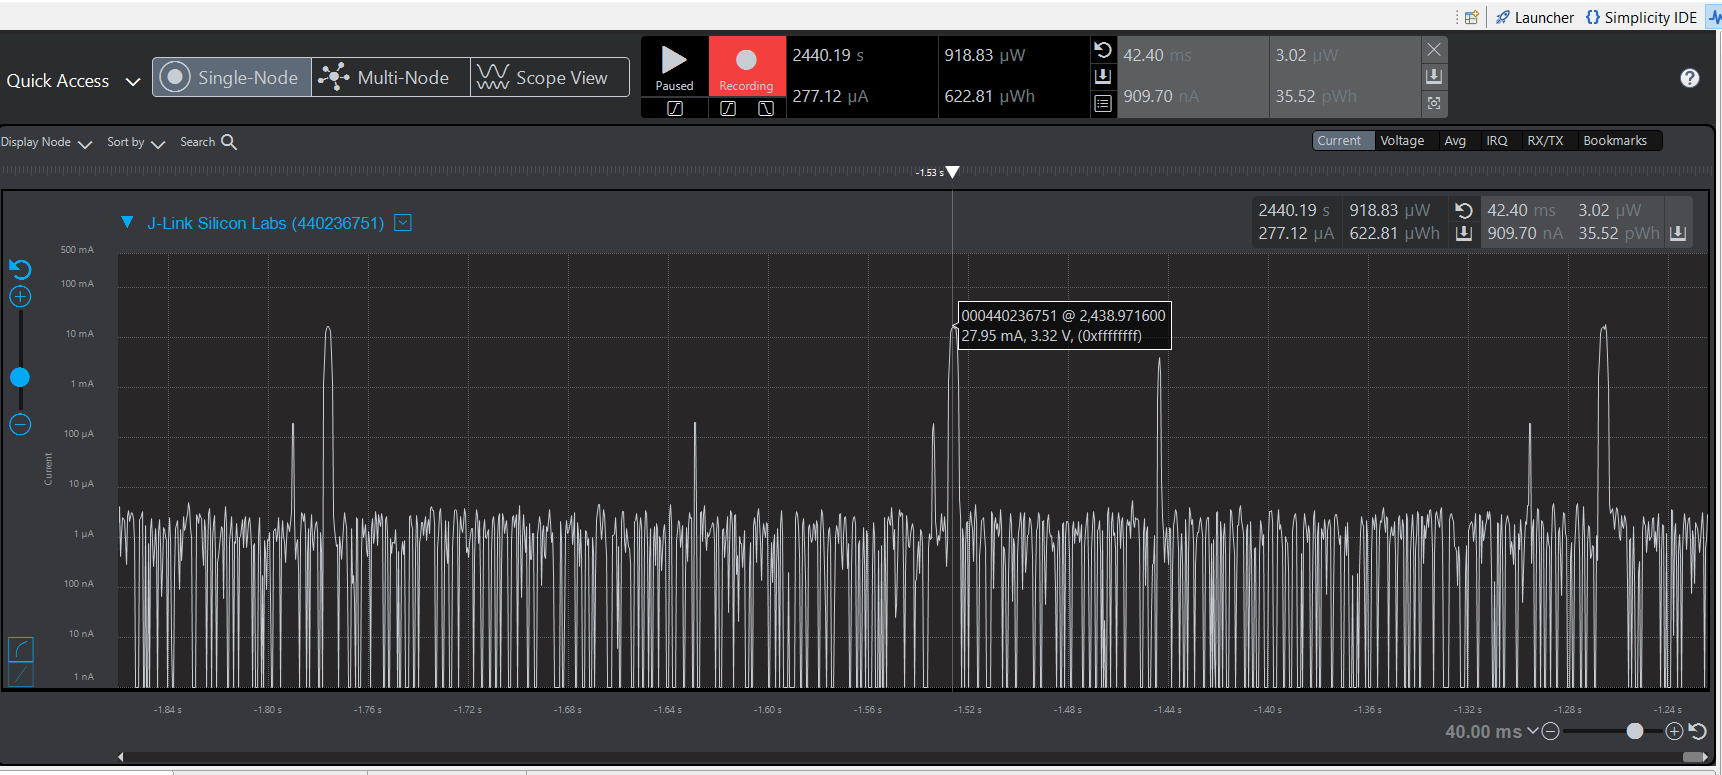 Launcher
Simplicity IDE
Quick Access
Single-Node
Multi-Node
Scope View
Paused
Recording
2440.19 s
918.83 µW
42.40 ms
3.02 µW
277.12 µA
622.81 µWh
909.70 nA
35.52 pWh
?
Display Node
Sort by
Search
Current
Voltage
Avg
IRQ
RX/TX
Bookmarks
-1.53 s
J-Link Silicon Labs (440236751)
2440.19 s
918.83 µW
42.40 ms
3.02 µW
277.12 µA
622.81 µWh
909.70 nA
35.52 pWh
500 mA
100 mA
10 mA
1 mA
100 µA
10 µA
1 µA
100 nA
10 nA
1 nA
Current
000440236751 @ 2,438.971600
27.95 mA, 3.32 V, (0xffffffff)
-1.84 s
-1.80 s
-1.76 s
-1.72 s
-1.68 s
-1.64 s
-1.60 s
-1.56 s
-1.52 s
-1.48 s
-1.44 s
-1.40 s
-1.36 s
-1.32 s
-1.28 s
-1.24 s
40.00 ms